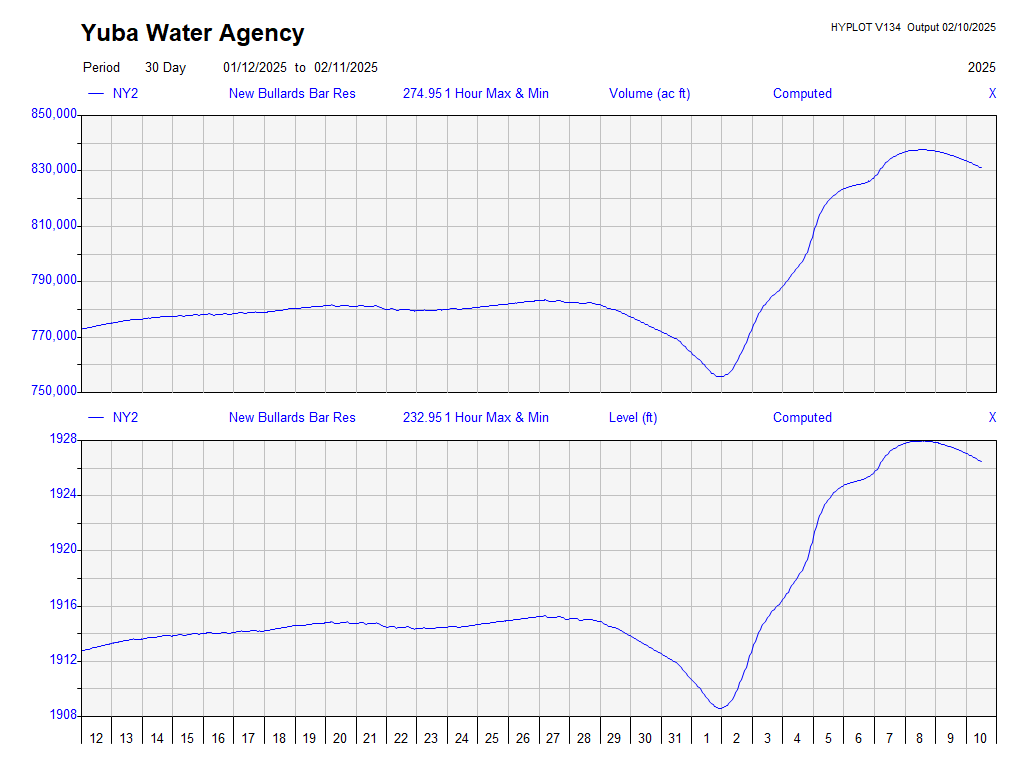 Yuba Water Agency
HYPLOT V134 Output 02/10/2025
Period 30 Day 01/12/2025 to 02/11/2025 2025
NY2 New Bullards Bar Res 274.95 1 Hour Max & Min Volume (ac ft) Computed X
850,000
830,000
810,000
790,000
770,000
750,000
NY2 New Bullards Bar Res 232.95 1 Hour Max & Min Level (ft) Computed X
1928
1924
1920
1916
1912
1908
12 13 14 15 16 17 18 19 20 21 22 23 24 25 26 27 28 29 30 31 1 2 3 4 5 6 7 8 9 10